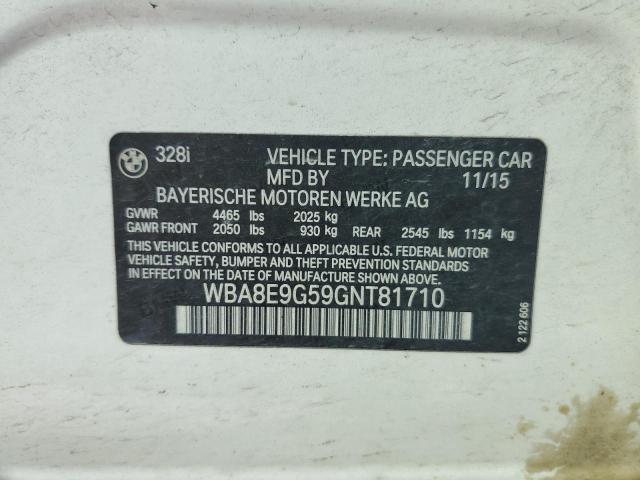 328i VEHICLE TYPE: PASSENGER CAR
MFD BY 11/15
BAYERISCHE MOTOREN WERKE AG
GVWR 4465 lbs 2025 kg
GAWR FRONT 2050 lbs 930 kg REAR 2545 lbs 1154 kg
THIS VEHICLE CONFORMS TO ALL APPLICABLE U.S. FEDERAL MOTOR
VEHICLE SAFETY, BUMPER AND THEFT PREVENTION STANDARDS
IN EFFECT ON THE DATE OF MANUFACTURE SHOWN ABOVE.
WBA8E9G59GNT81710
2 122 606